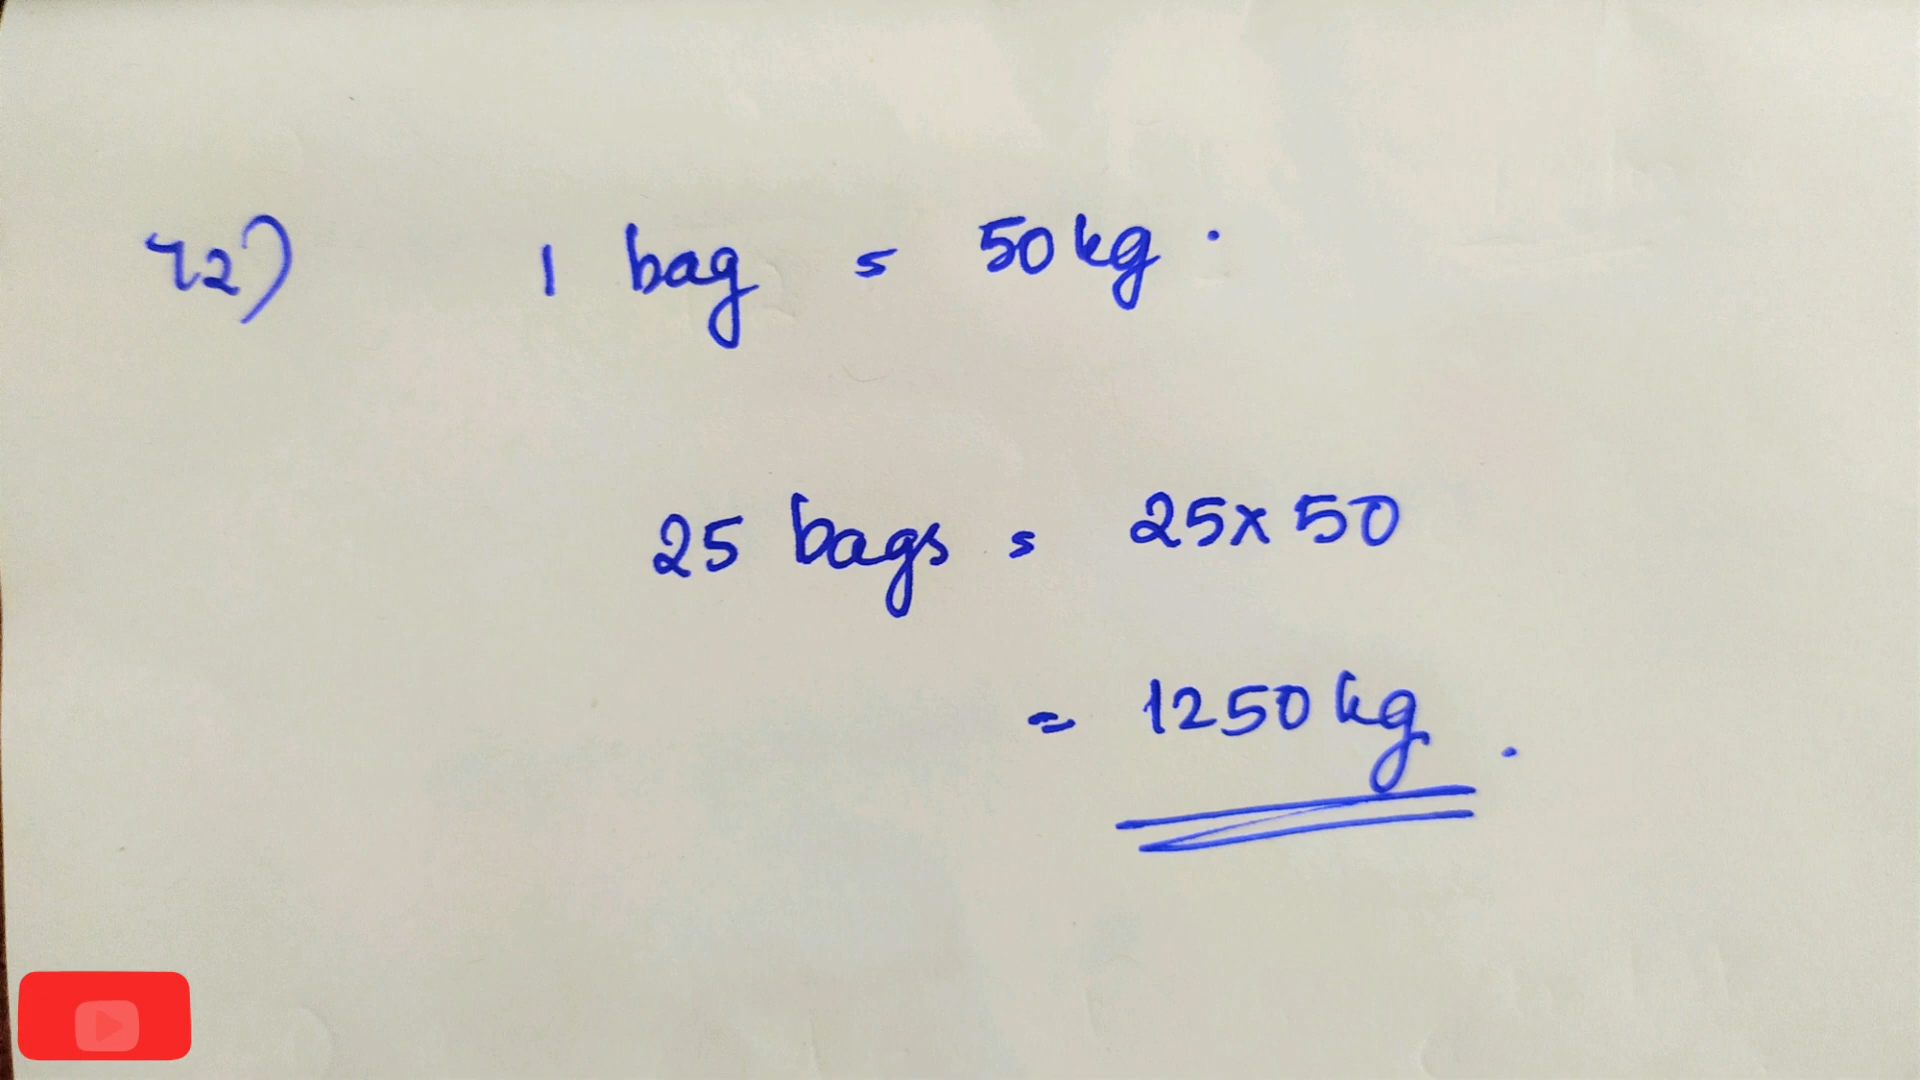 72) 1 bag = 50 kg.
25 bags = 25x50
= 1250 kg.